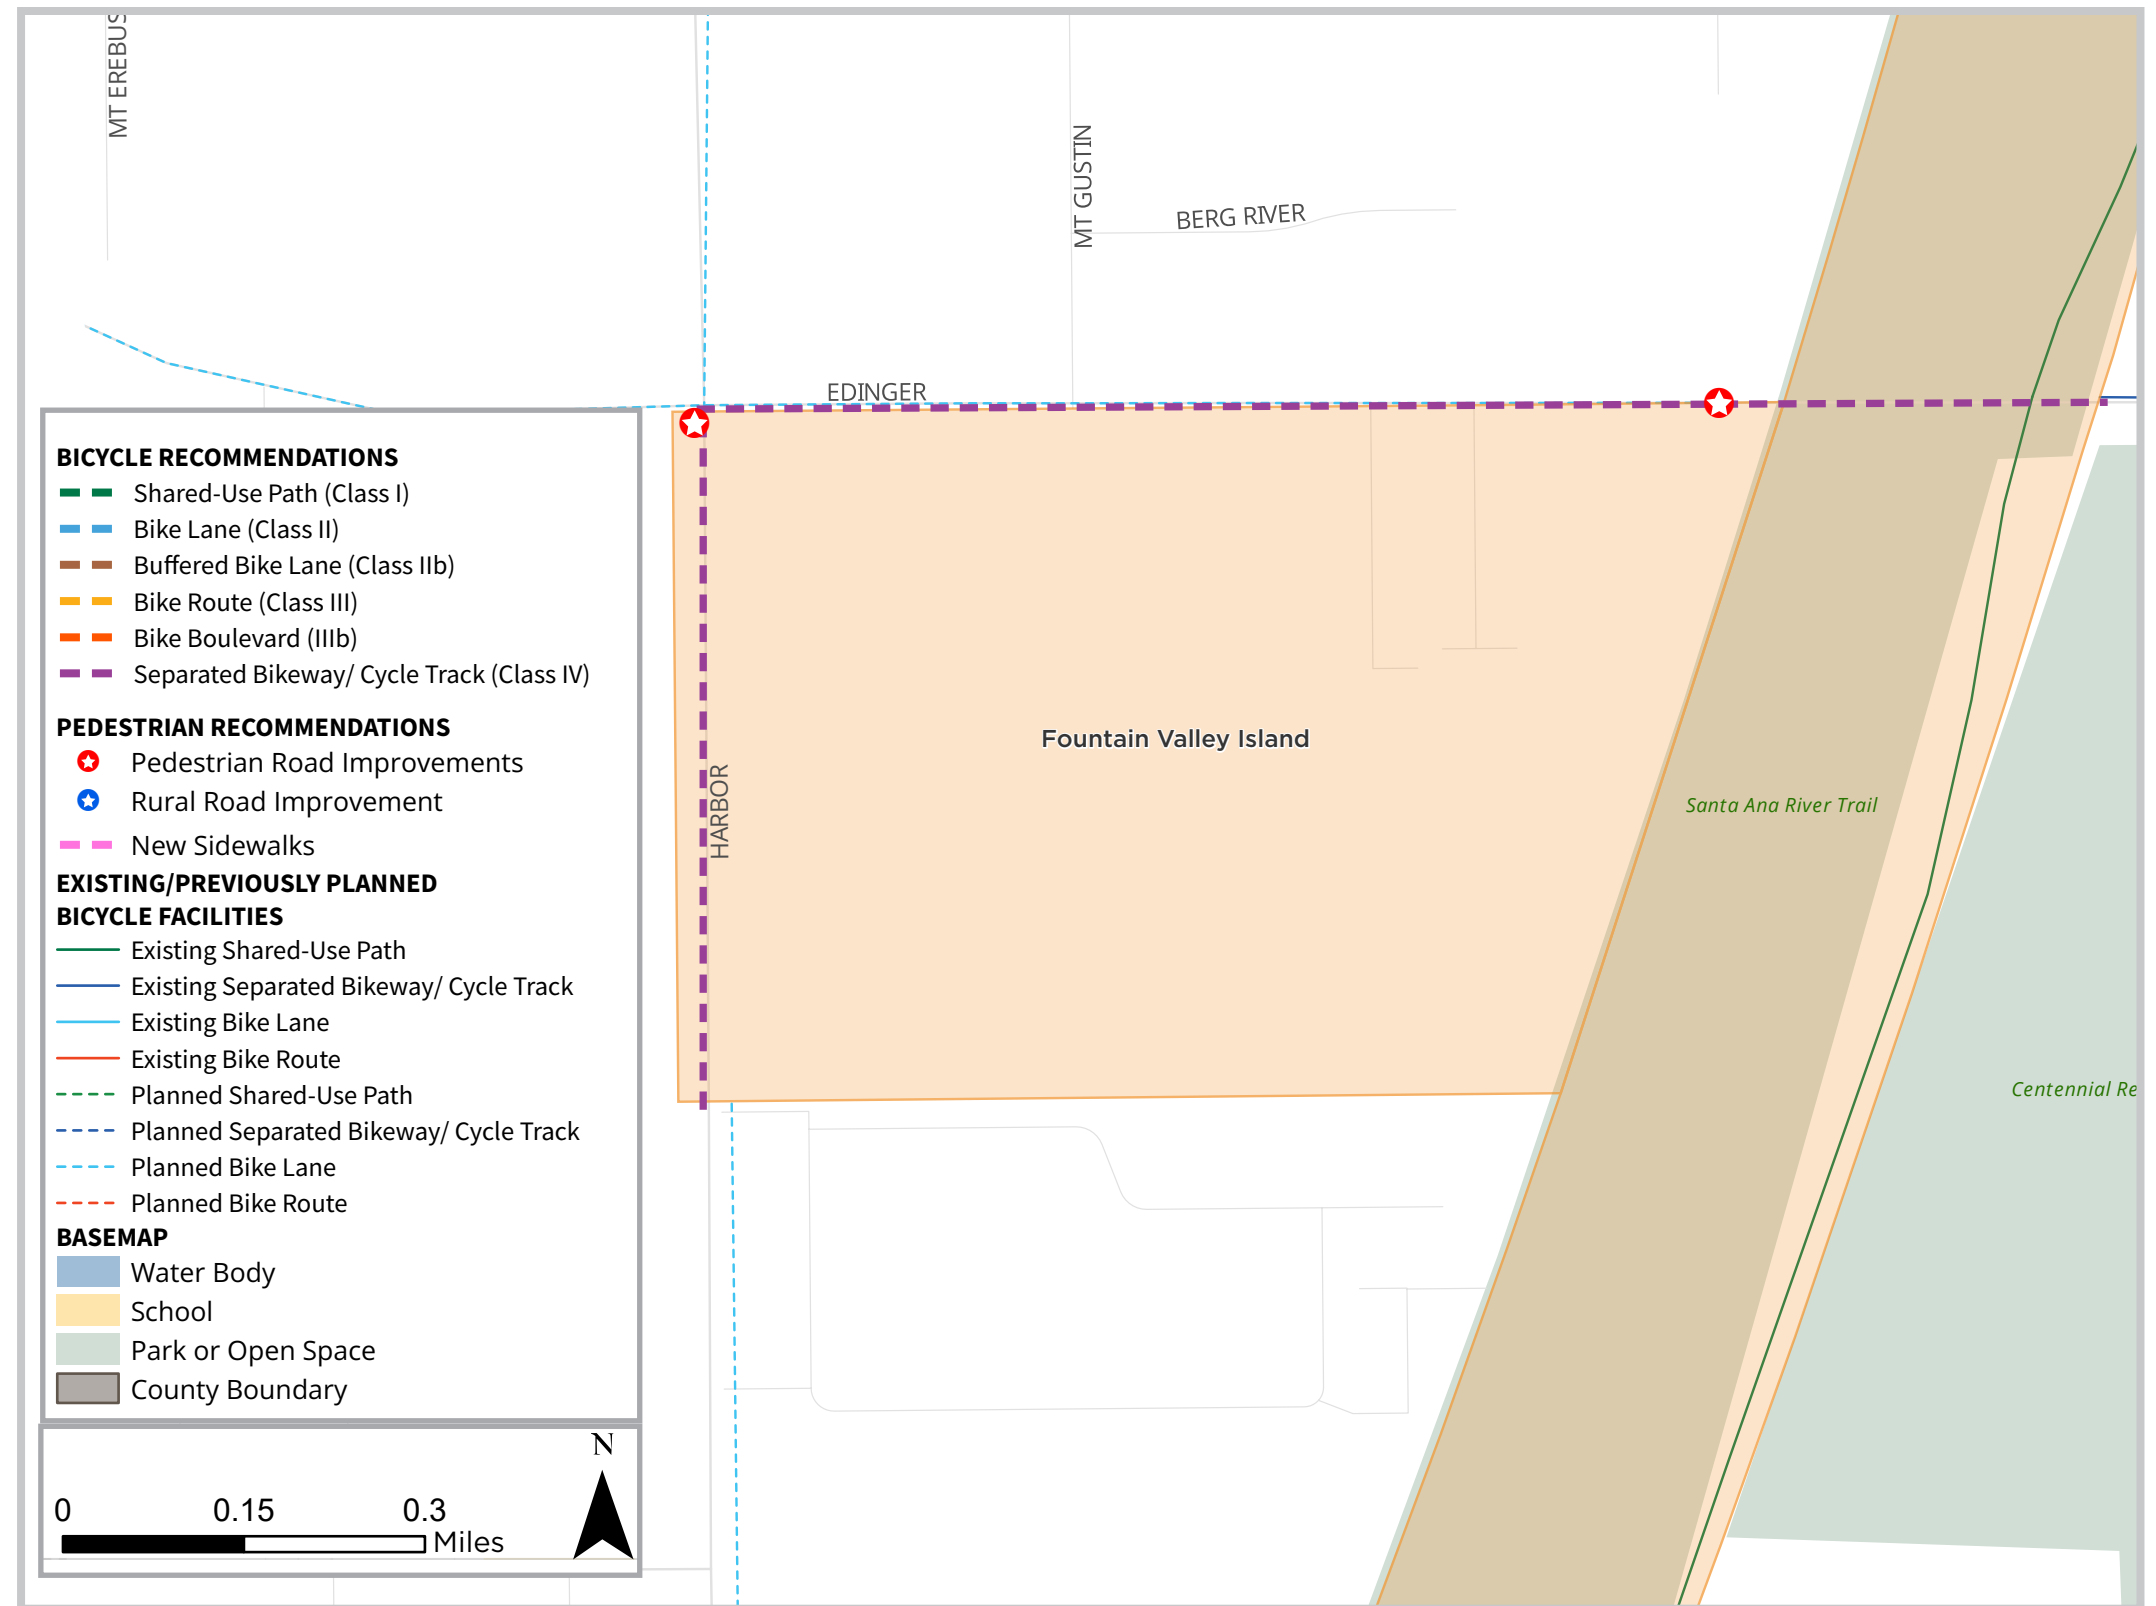 MT EREBUS
MT GUSTIN
BERG RIVER
EDINGER
HARBOR
Fountain Valley Island
Santa Ana River Trail
Centennial Re
BICYCLE RECOMMENDATIONS
Shared-Use Path (Class I)
Bike Lane (Class II)
Buffered Bike Lane (Class IIb)
Bike Route (Class III)
Bike Boulevard (IIIb)
Separated Bikeway/ Cycle Track (Class IV)
PEDESTRIAN RECOMMENDATIONS
Pedestrian Road Improvements
Rural Road Improvement
New Sidewalks
EXISTING/PREVIOUSLY PLANNED
BICYCLE FACILITIES
Existing Shared-Use Path
Existing Separated Bikeway/ Cycle Track
Existing Bike Lane
Existing Bike Route
Planned Shared-Use Path
Planned Separated Bikeway/ Cycle Track
Planned Bike Lane
Planned Bike Route
BASEMAP
Water Body
School
Park or Open Space
County Boundary
N
0 0.15 0.3
Miles